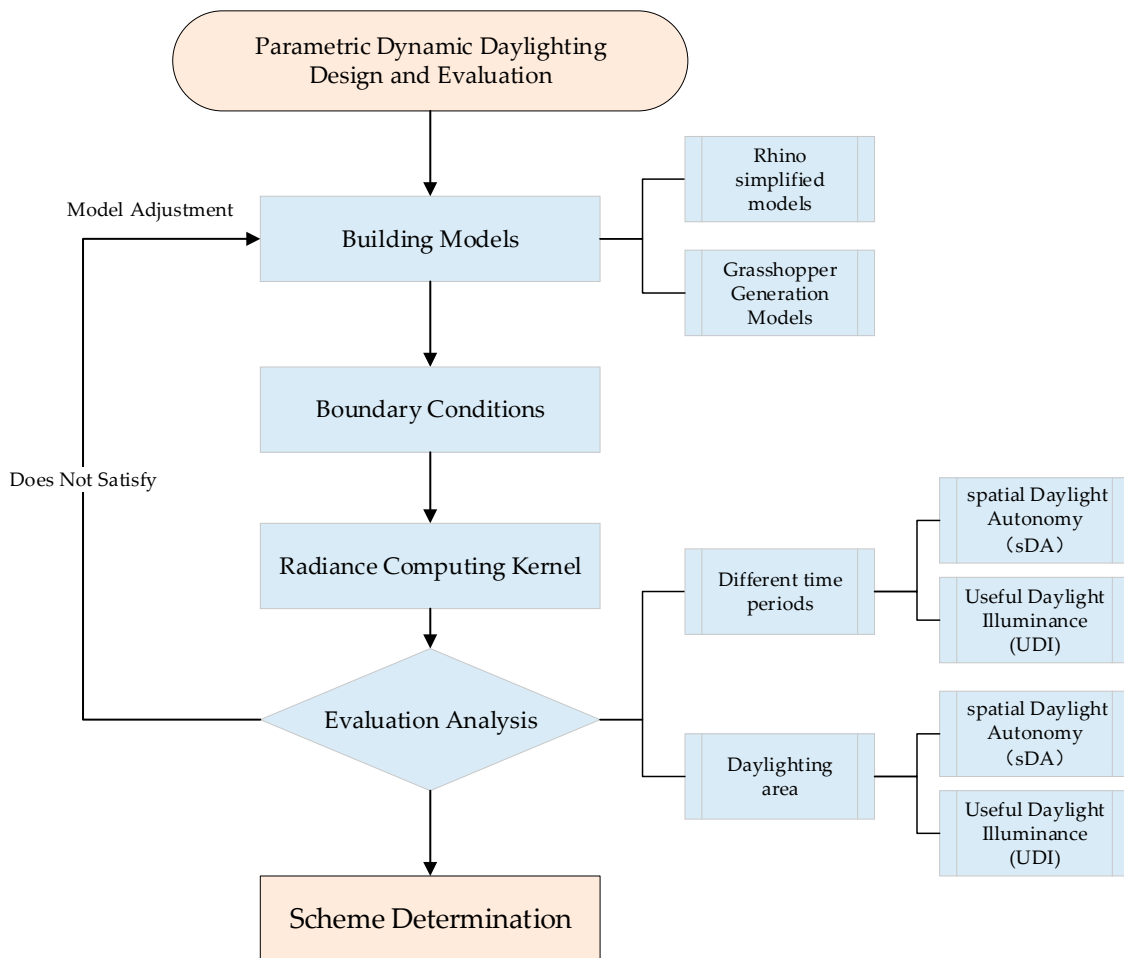 Parametric Dynamic Daylighting
Design and Evaluation
Rhino
simplified
models
Model Adjustment
Building Models
Grasshopper
Generation
Models
Boundary Conditions
Does Not Satisfy
spatial Daylight
Autonomy
（sDA）
Radiance Computing Kernel
Different time
periods
Useful Daylight
Illuminance
(UDI)
Evaluation Analysis
spatial Daylight
Autonomy
（sDA）
Daylighting
area
Useful Daylight
Illuminance
(UDI)
Scheme Determination